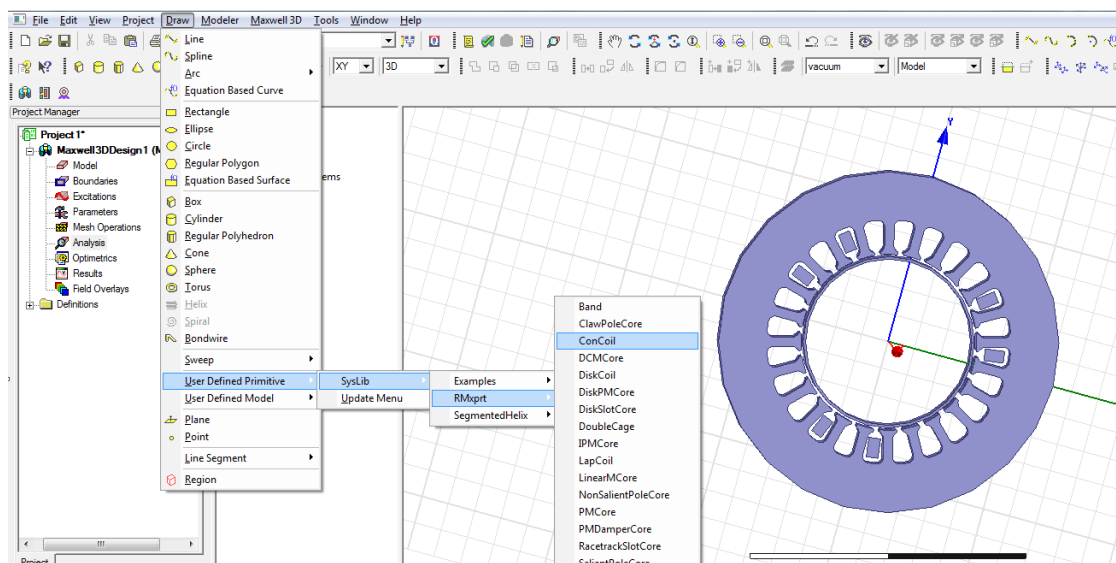 File Edit View Project Draw Modeler Maxwell 3D Tools Window Help
XY 3D vacuum Model
Project Manager
Project1*
Maxwell3DDesign1 (M
Model
Boundaries
Excitations
Parameters
Mesh Operations
Analysis
Optimetrics
Results
Field Overlays
Definitions
Project
Line
Spline
Arc
Equation Based Curve
Rectangle
Ellipse
Circle
Regular Polygon
Equation Based Surface
Box
Cylinder
Regular Polyhedron
Cone
Sphere
Torus
Helix
Spiral
Bondwire
Sweep
User Defined Primitive
User Defined Model
Plane
Point
Line Segment
Region
ems
SysLib
Update Menu
Examples
RMxprt
SegmentedHelix
Band
ClawPoleCore
ConCoil
DCMCore
DiskCoil
DiskPMCore
DiskSlotCore
DoubleCage
IPMCore
LapCoil
LinearMCore
NonSalientPoleCore
PMCore
PMDamperCore
RacetrackSlotCore
SalientPoleCore
Y